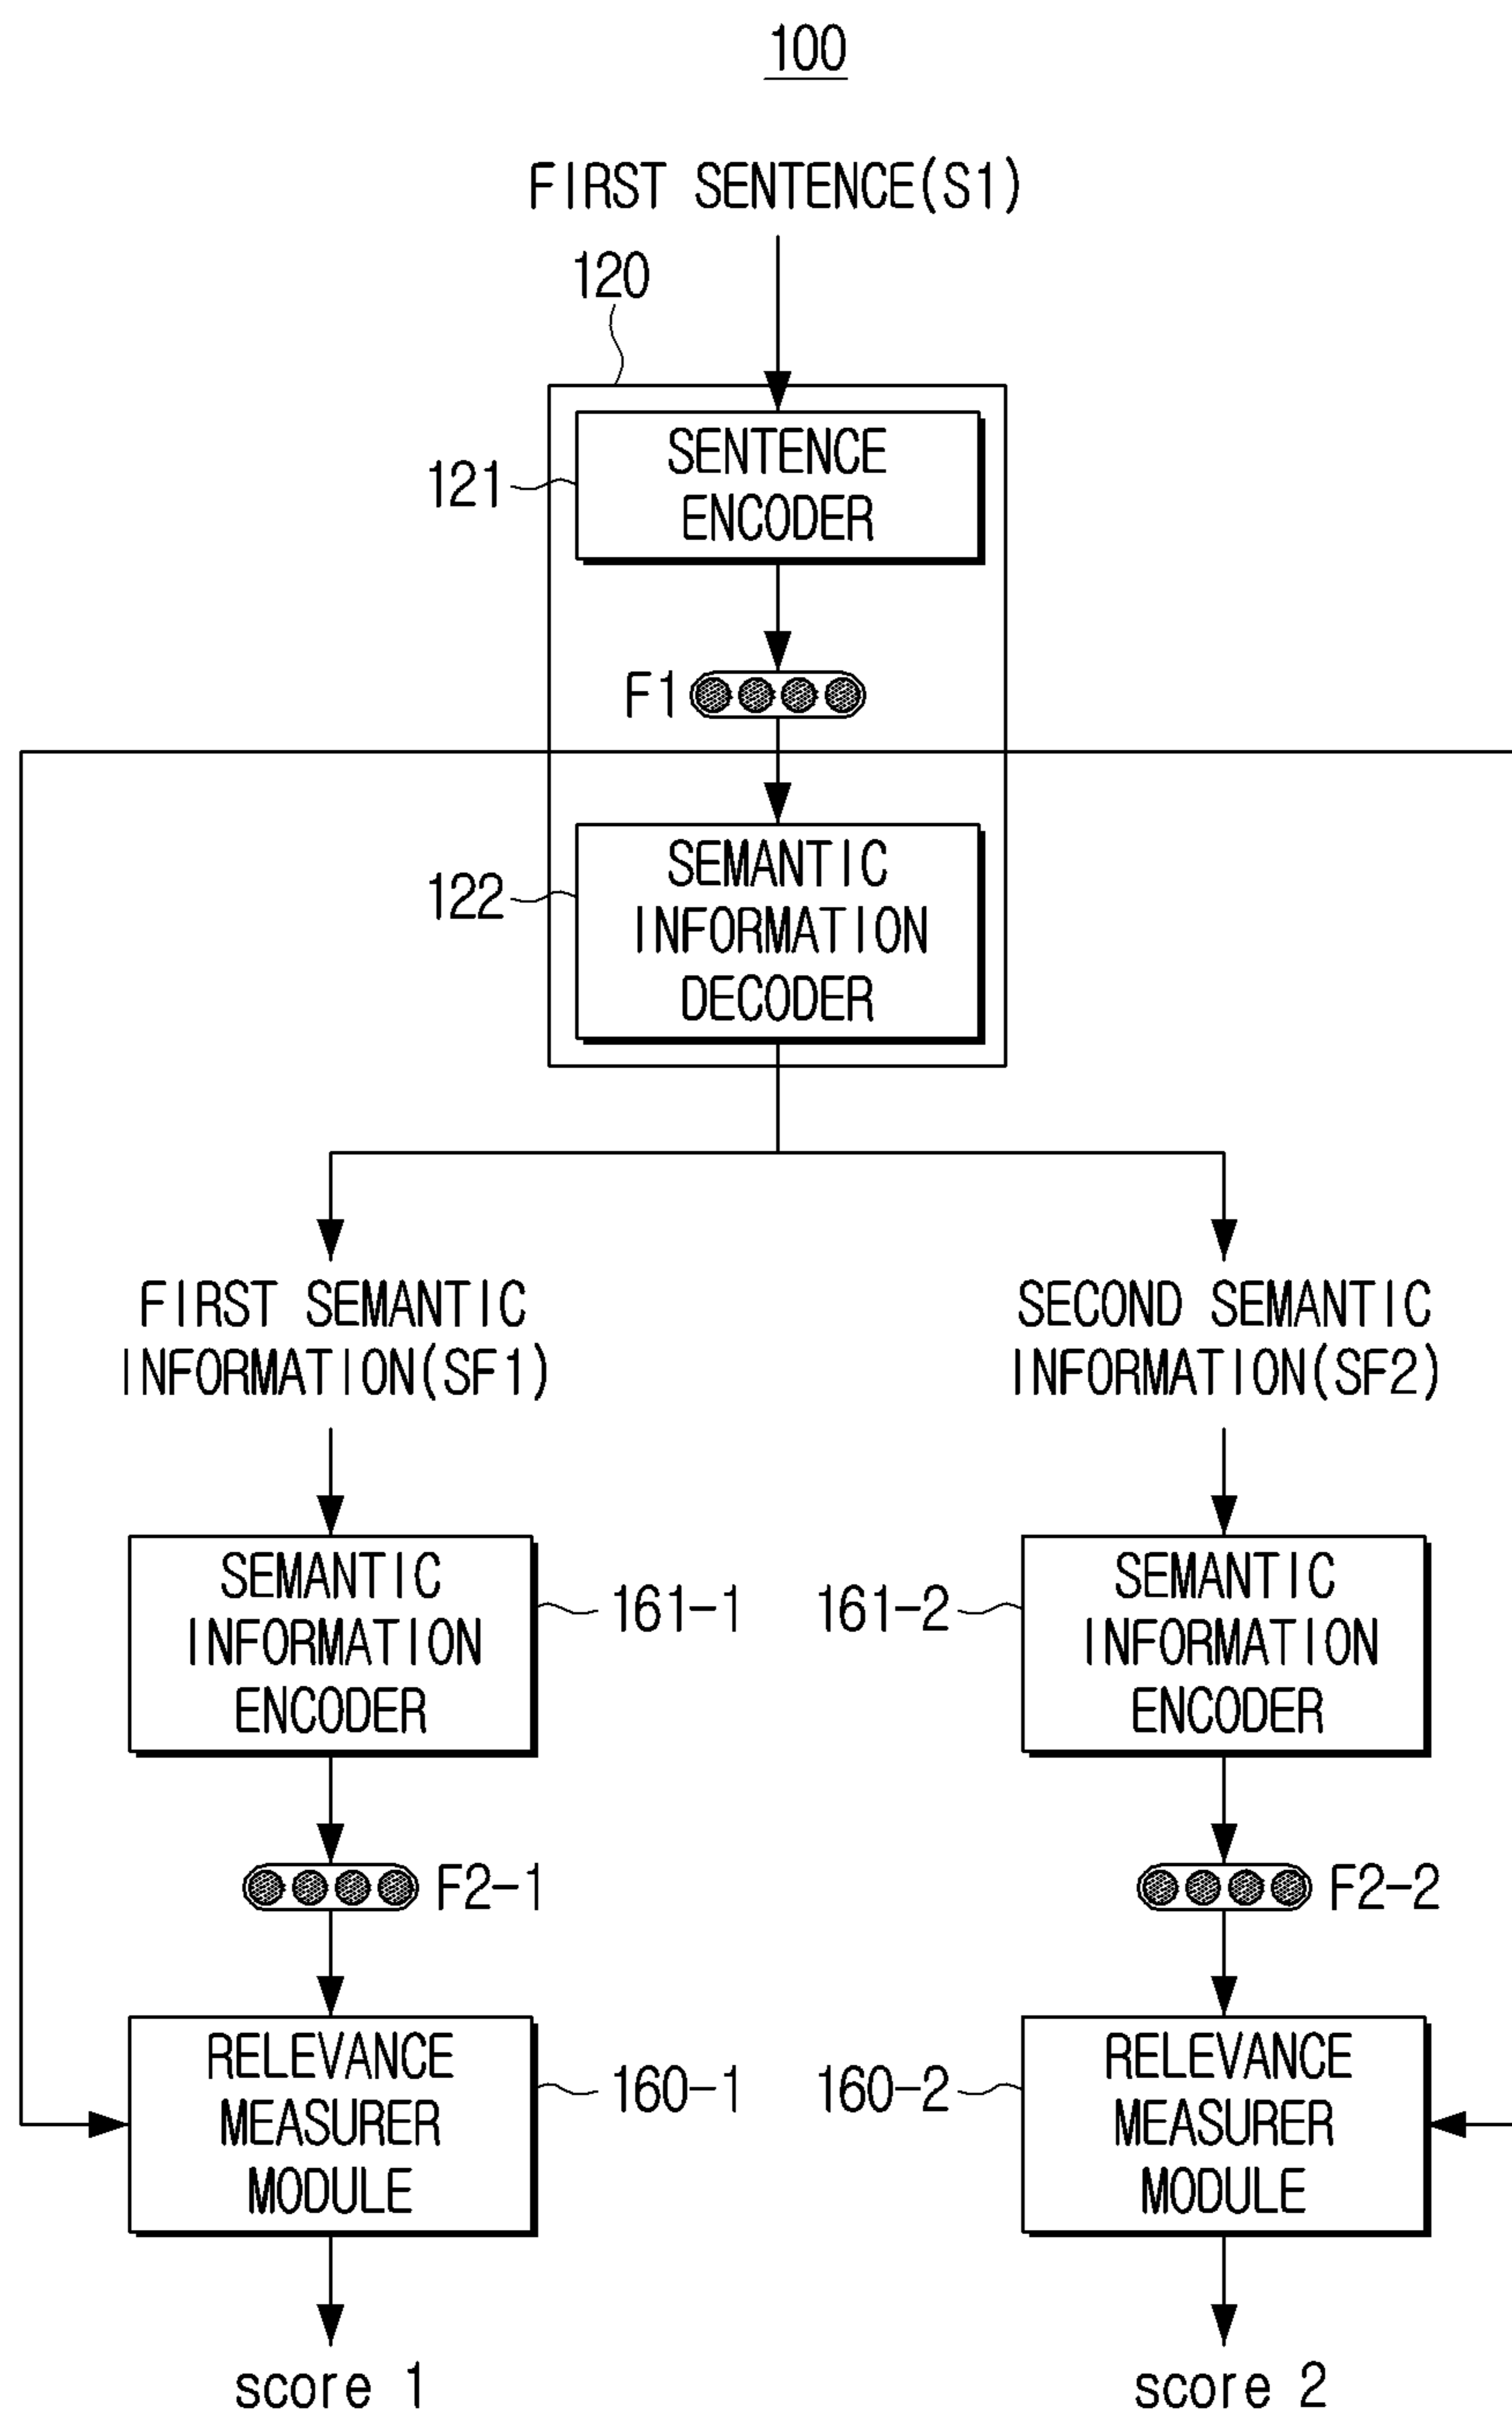 100
FIRST SENTENCE(S1)
120
121
SENTENCE
ENCODER
F1
122
SEMANTIC
INFORMATION
DECODER
FIRST SEMANTIC
INFORMATION(SF1)
SECOND SEMANTIC
INFORMATION(SF2)
SEMANTIC
INFORMATION
ENCODER
161-1
161-2
SEMANTIC
INFORMATION
ENCODER
F2-1
F2-2
RELEVANCE
MEASURER
MODULE
160-1
160-2
RELEVANCE
MEASURER
MODULE
score 1
score 2